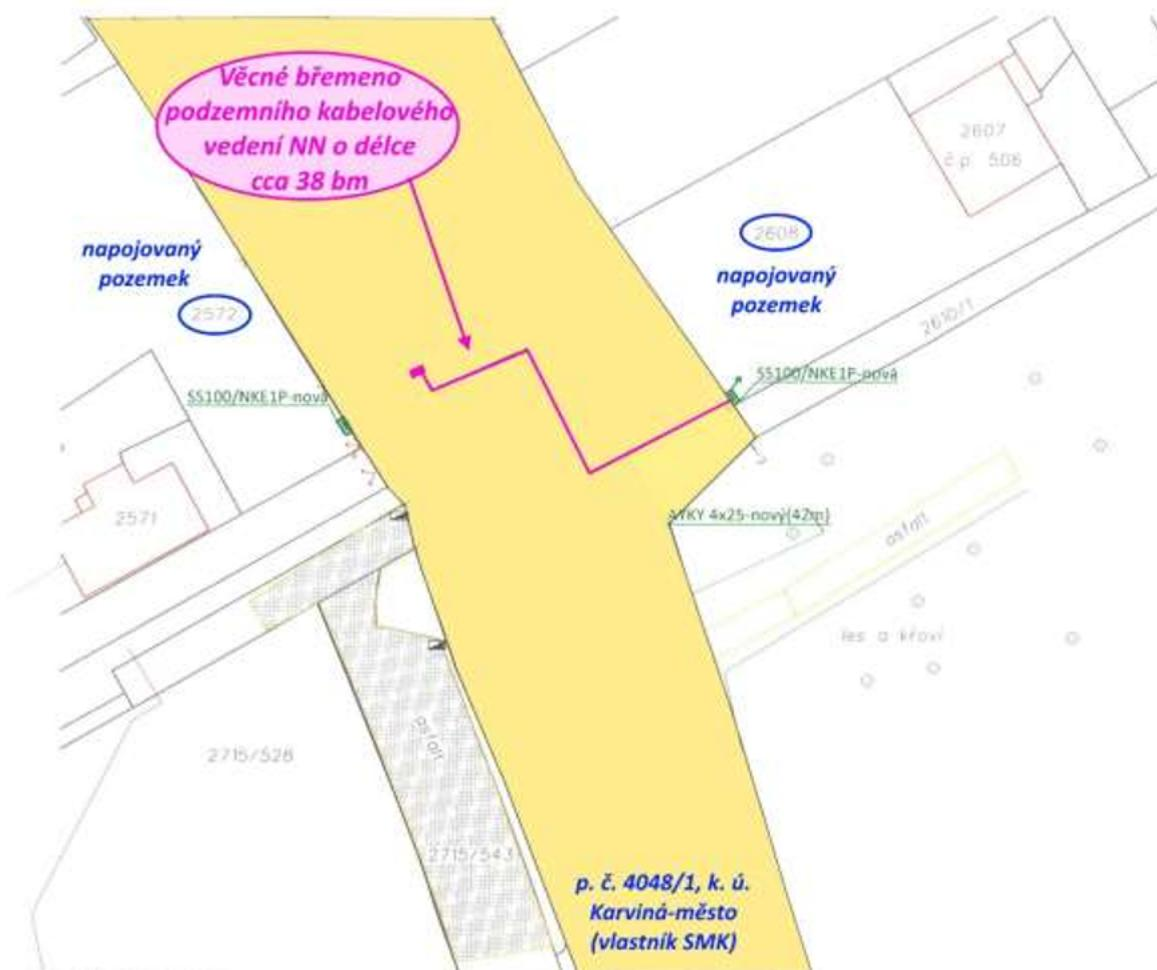 Věcné břemeno
podzemního kabelového
vedení NN o délce
cca 38 bm
2607
č.p. 506
napojovaný
pozemek
2572
2608
napojovaný
pozemek
2610/1
SS100/NKE1P-nová
SS100/NKE1P-nová
2571
AYKY 4x25-nový(42m)
asfalt
les a křoví
2715/528
asfalt
2715/543
p. č. 4048/1, k. ú.
Karviná-město
(vlastník SMK)